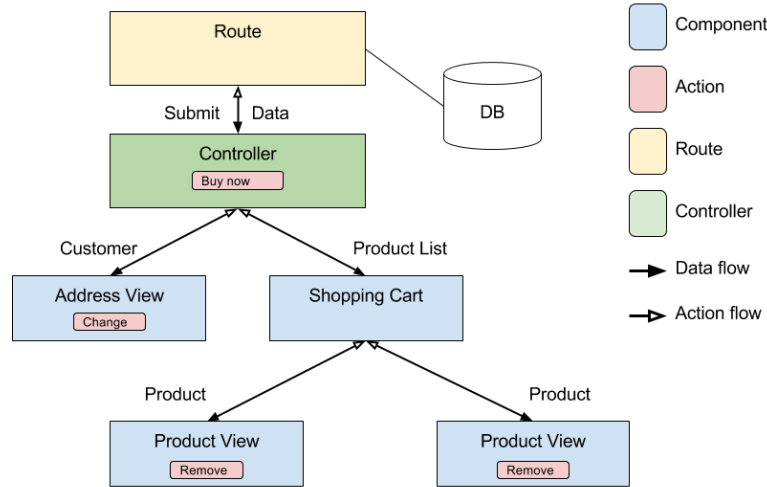 Route
Component
Action
DB
Submit
Data
Route
Controller
Buy now
Controller
Customer
Product List
Data flow
Address View
Change
Shopping Cart
Action flow
Product
Product
Product View
Remove
Product View
Remove